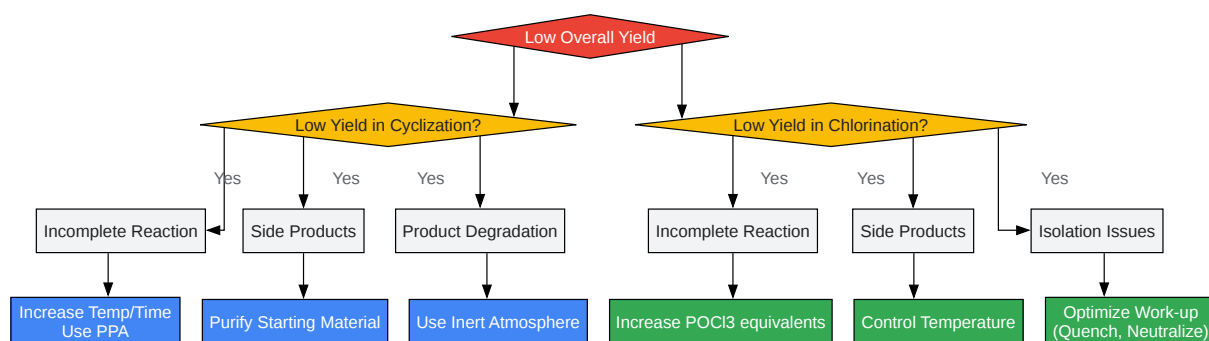 Low Overall Yield
Low Yield in Cyclization?
Low Yield in Chlorination?
Yes
Yes
Yes
Yes
Yes
Yes
Incomplete Reaction
Side Products
Product Degradation
Incomplete Reaction
Side Products
Isolation Issues
Increase Temp/Time
Use PPA
Purify Starting Material
Use Inert Atmosphere
Increase POCl3 equivalents
Control Temperature
Optimize Work-up
(Quench, Neutralize)